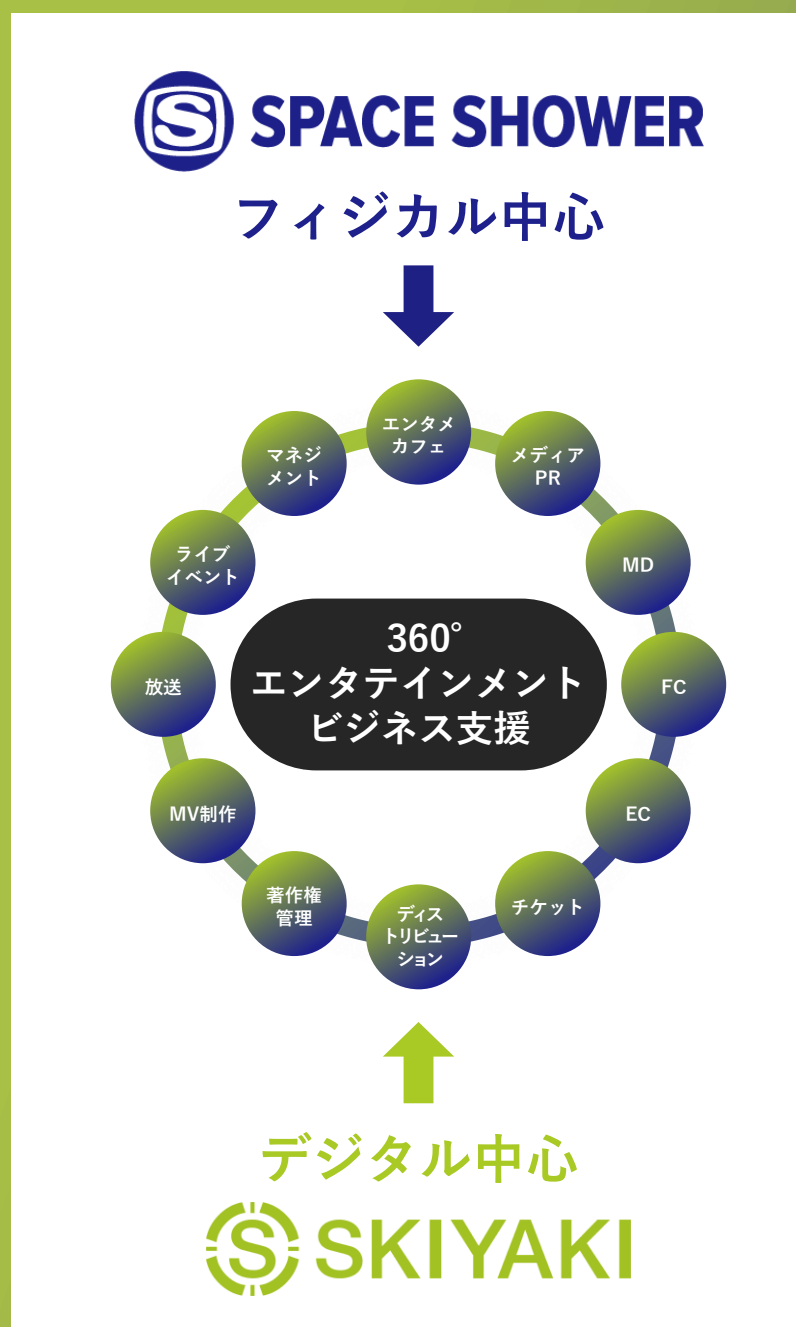 SPACE SHOWER
フィジカル中心
エンタメ
カフェ
メディア
PR
MD
FC
EC
チケット
ディス
トリビュー
ション
著作権
管理
MV制作
放送
ライブ
イベント
マネジ
メント
360°
エンタテインメント
ビジネス支援
デジタル中心
SKIYAKI